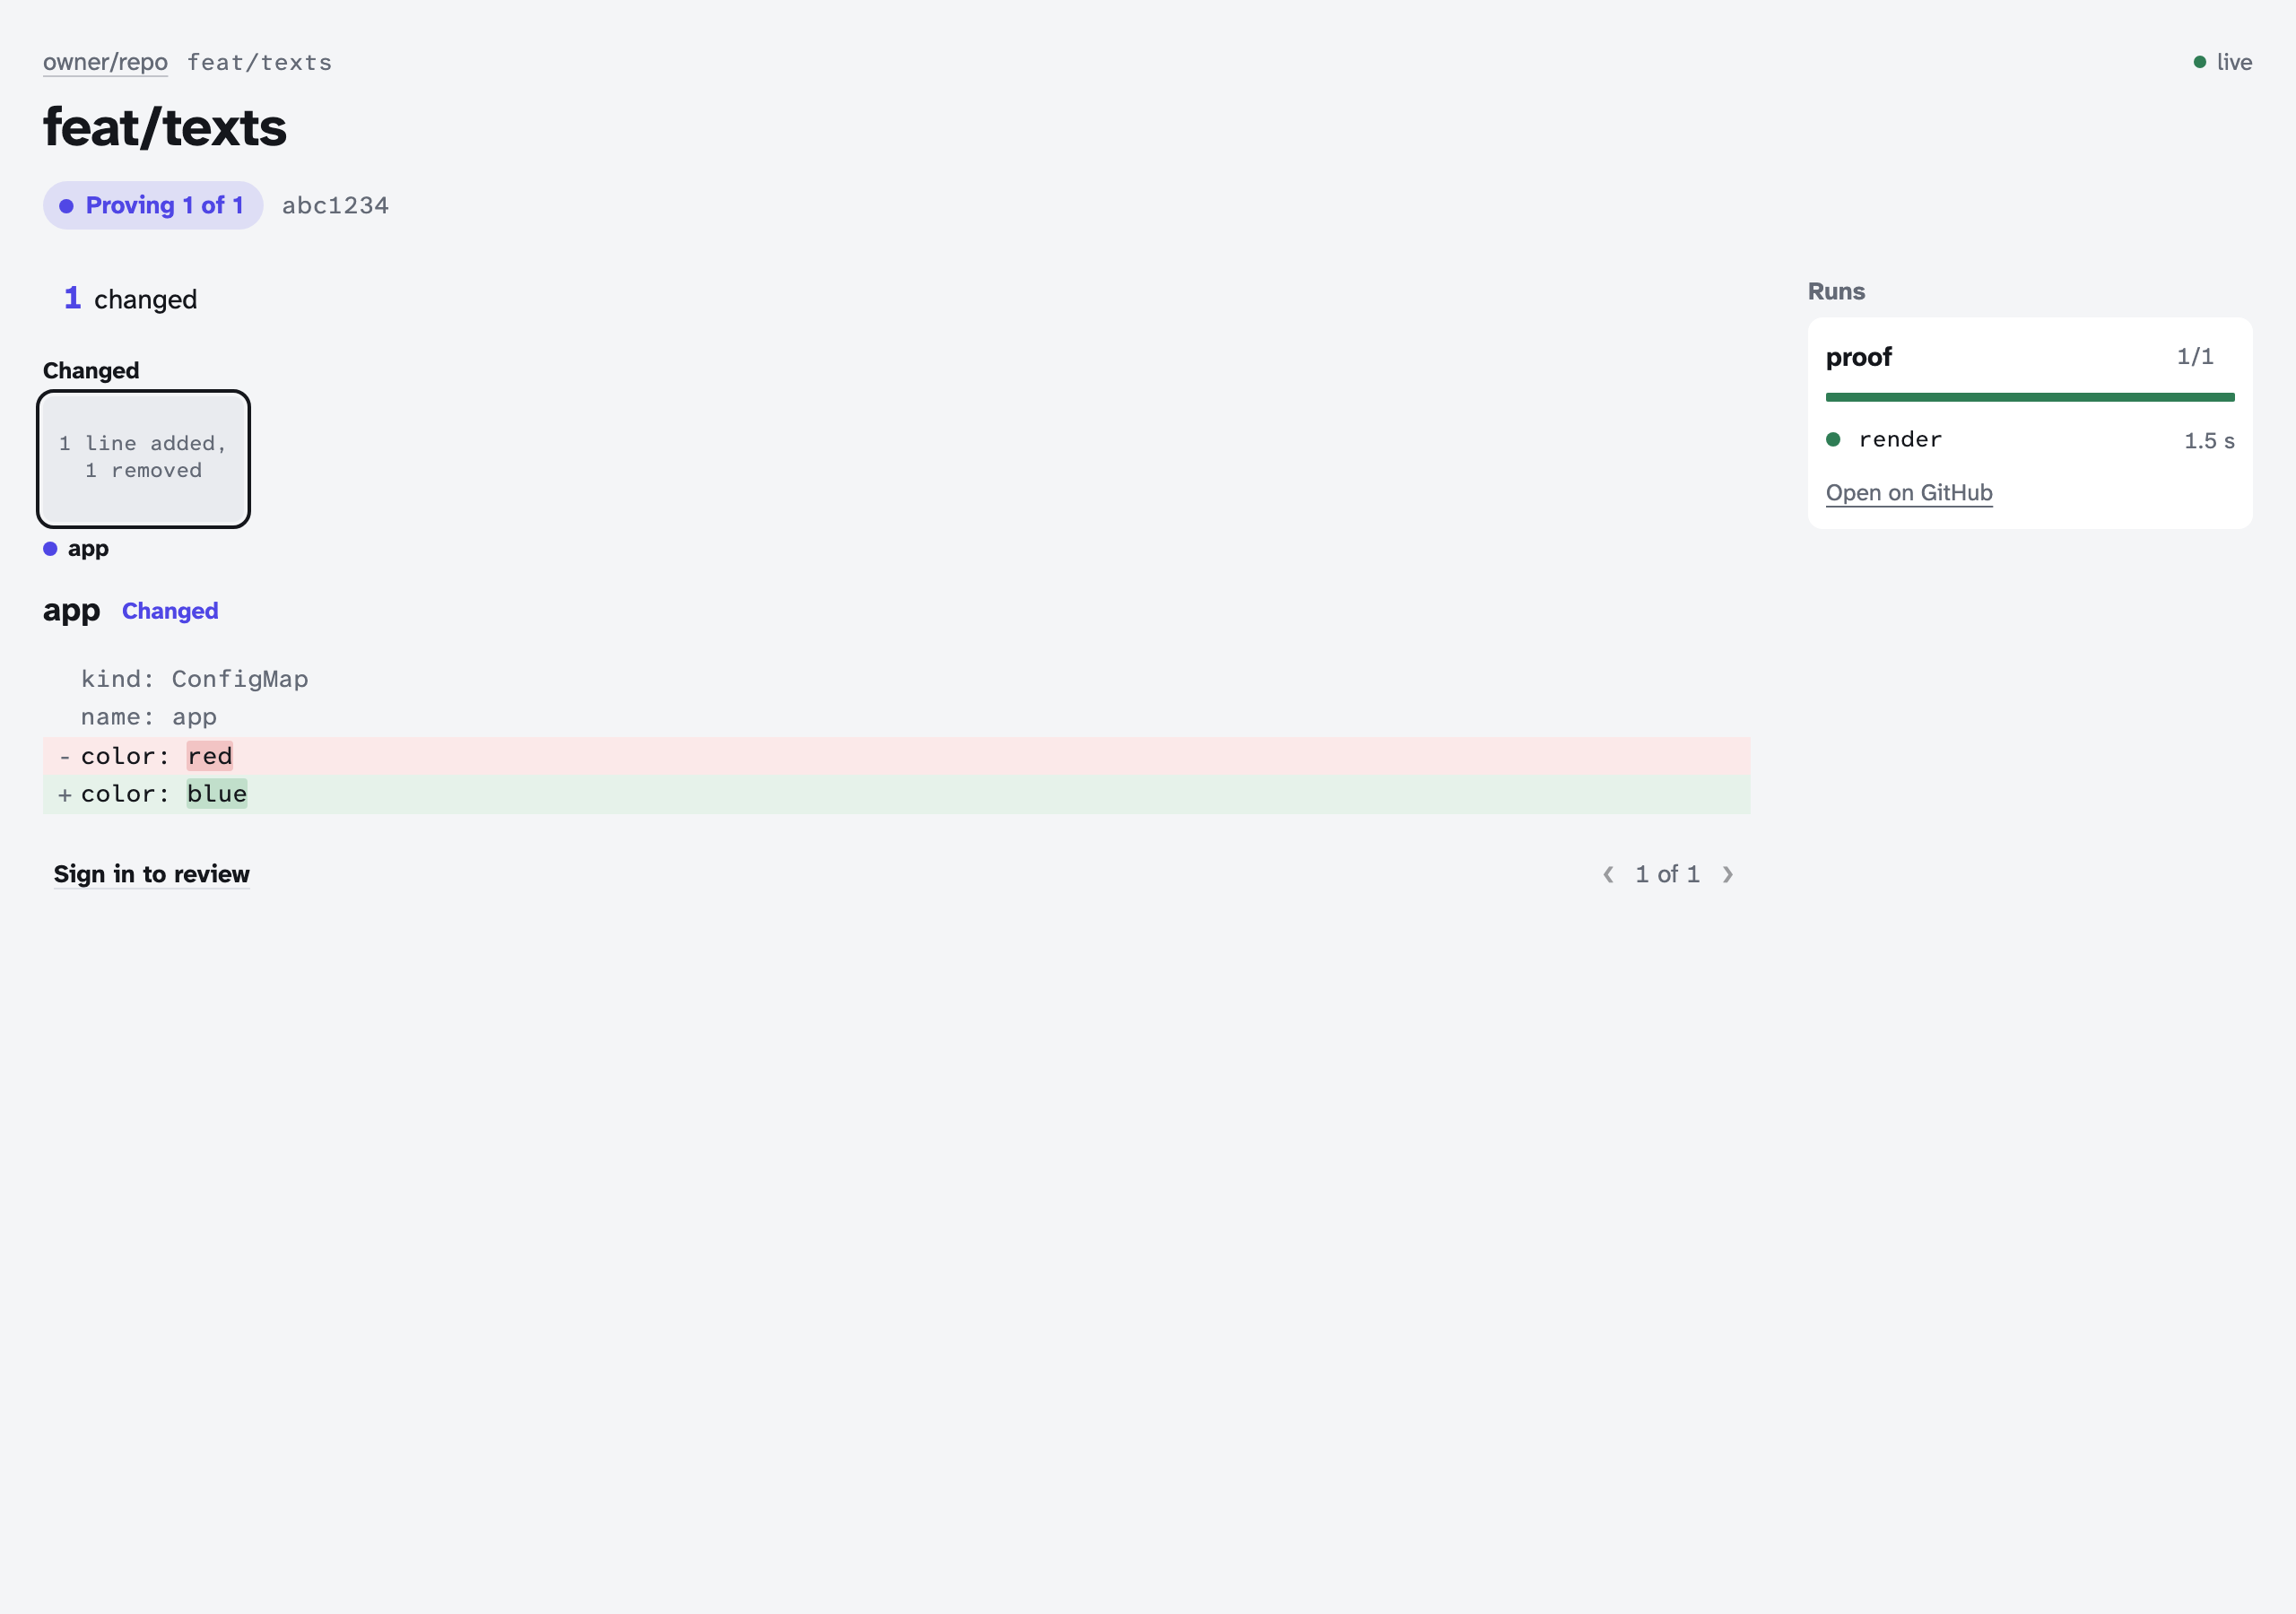 owner/repo feat/texts
live
feat/texts
Proving 1 of 1 abc1234
1 changed
Changed
1 line added,
1 removed
app
app Changed
kind: ConfigMap
name: app
- color: red
+ color: blue
Sign in to review
‹ 1 of 1 ›
Runs
proof 1/1
render 1.5 s
Open on GitHub